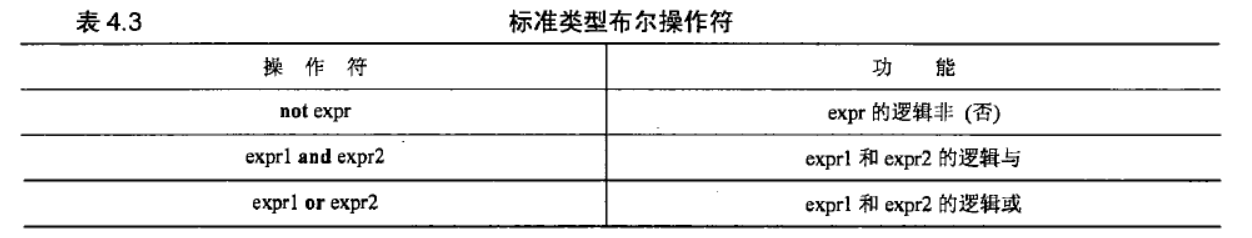 表 4.3 标准类型布尔操作符
操 作 符 功 能
not expr expr 的逻辑非 (否)
expr1 and expr2 expr1 和 expr2 的逻辑与
expr1 or expr2 expr1 和 expr2 的逻辑或